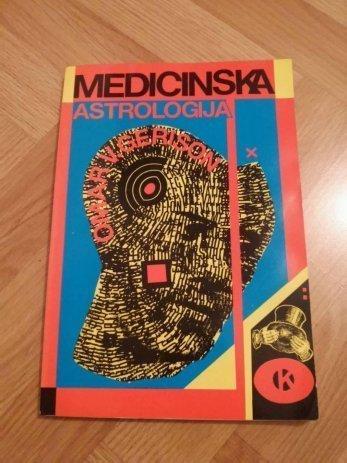 MEDICINSKA
ASTROLOGIJA
OMAR V. GERISON
K